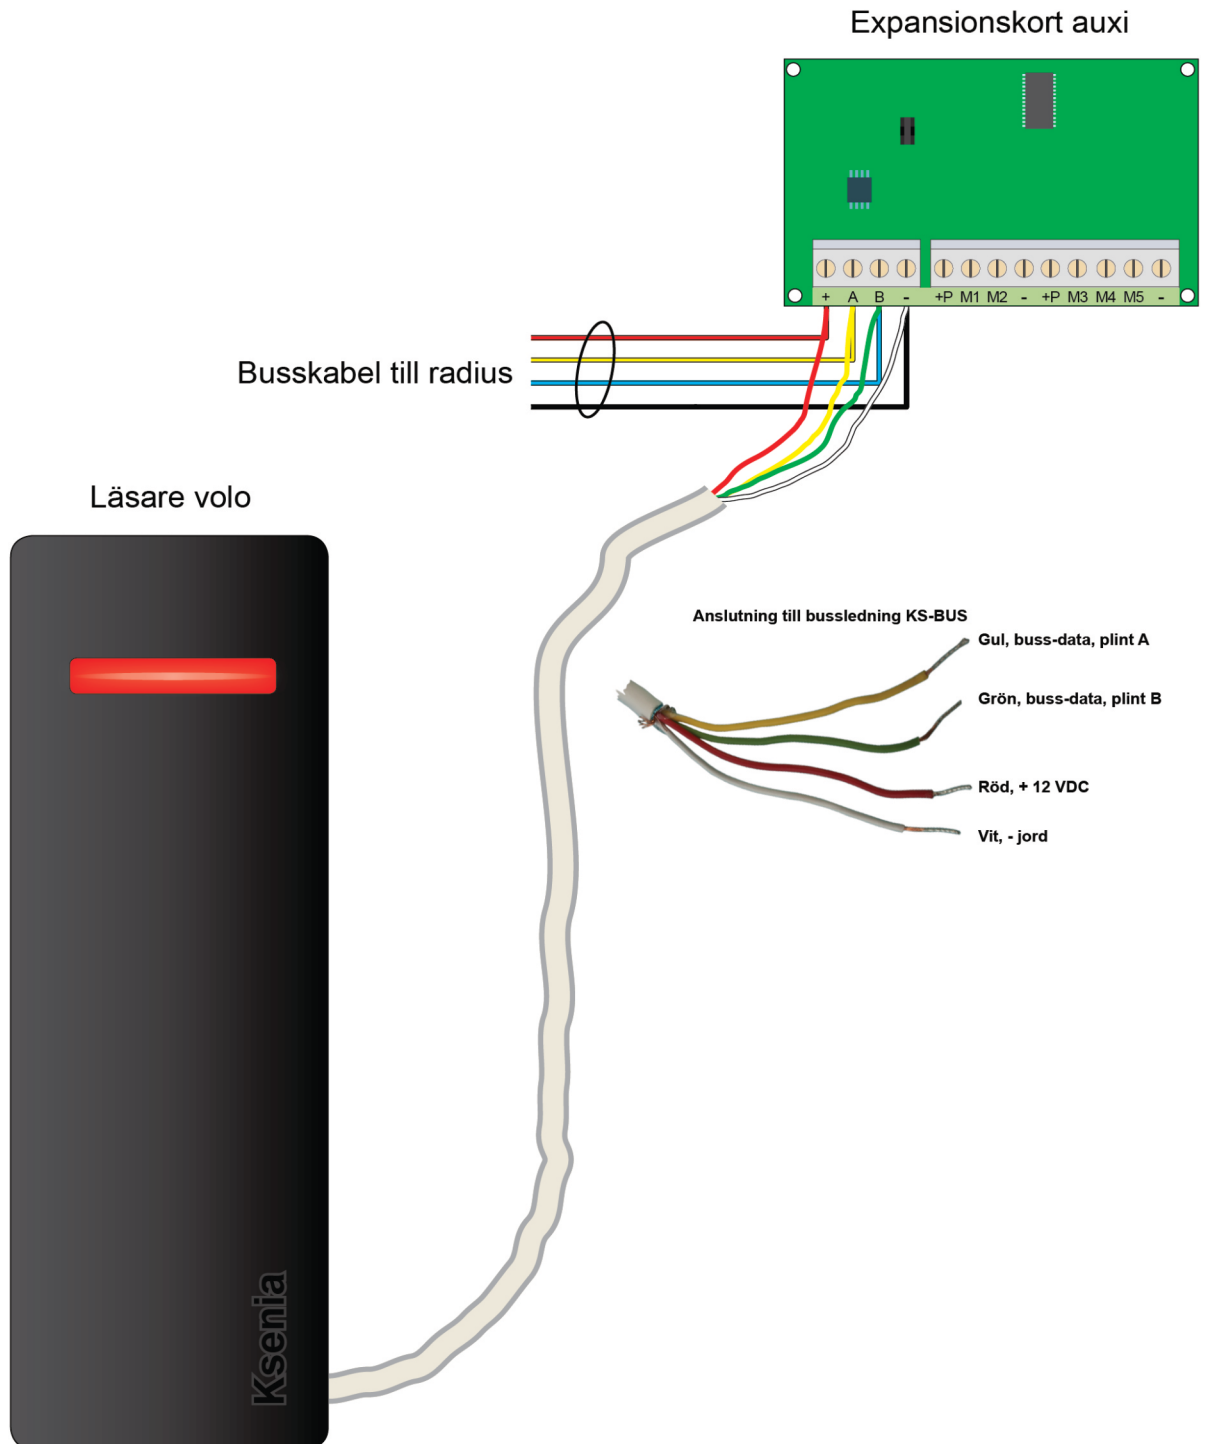 Expansionskort auxi
+ A B - +P M1 M2 - +P M3 M4 M5 -
Busskabel till radius
Läsare volo
Anslutning till bussledning KS-BUS
Gul, buss-data, plint A
Grön, buss-data, plint B
Röd, + 12 VDC
Vit, - jord
Ksenia